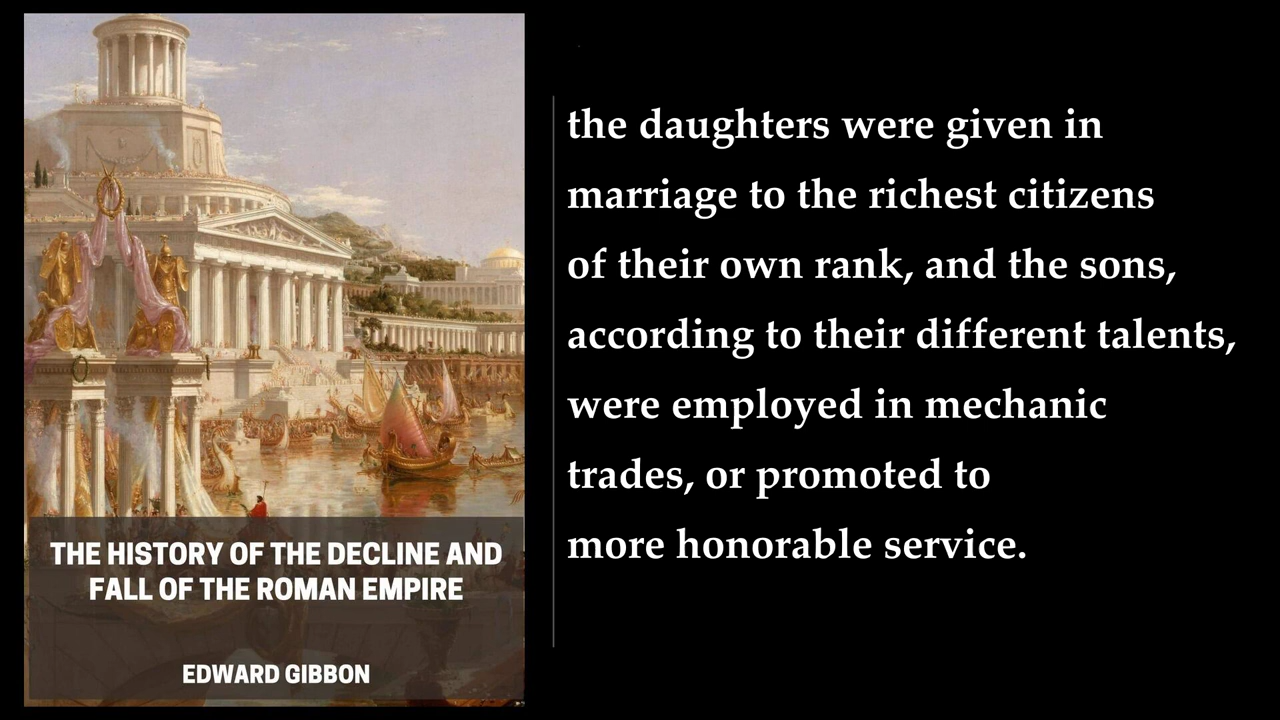 the daughters were given in
marriage to the richest citizens
of their own rank, and the sons,
according to their different talents,
were employed in mechanic
trades, or promoted to
more honorable service.
THE HISTORY OF THE DECLINE AND
FALL OF THE ROMAN EMPIRE
EDWARD GIBBON